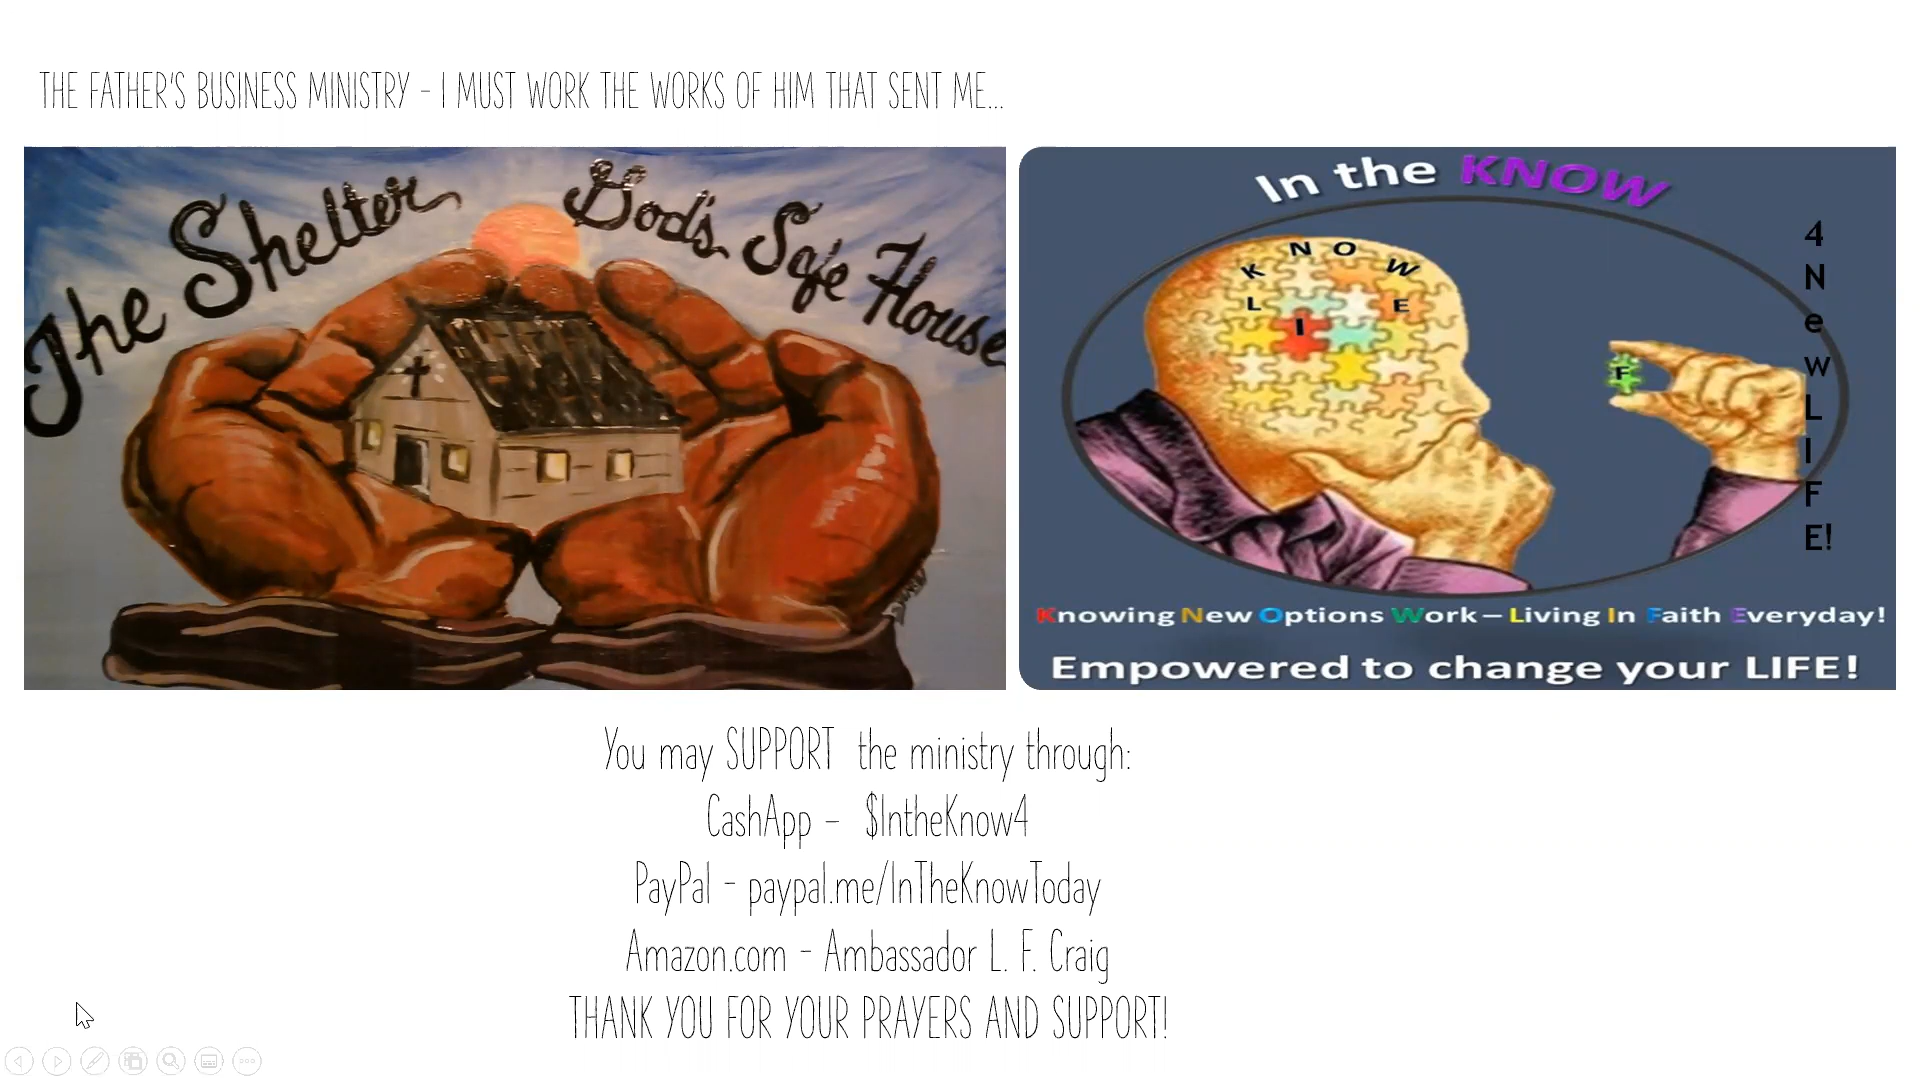 THE FATHER'S BUSINESS MINISTRY - I MUST WORK THE WORKS OF HIM THAT SENT ME...
The Shelter God's Safe House
In the KNOW
K N O W
L I E
F
4
N
e
w
L
I
F
E!
Knowing New Options Work – Living In Faith Everyday!
Empowered to change your LIFE!
You may SUPPORT the ministry through:
CashApp - $IntheKnow4
PayPal - paypal.me/InTheKnowToday
Amazon.com - Ambassador L. F. Craig
THANK YOU FOR YOUR PRAYERS AND SUPPORT!